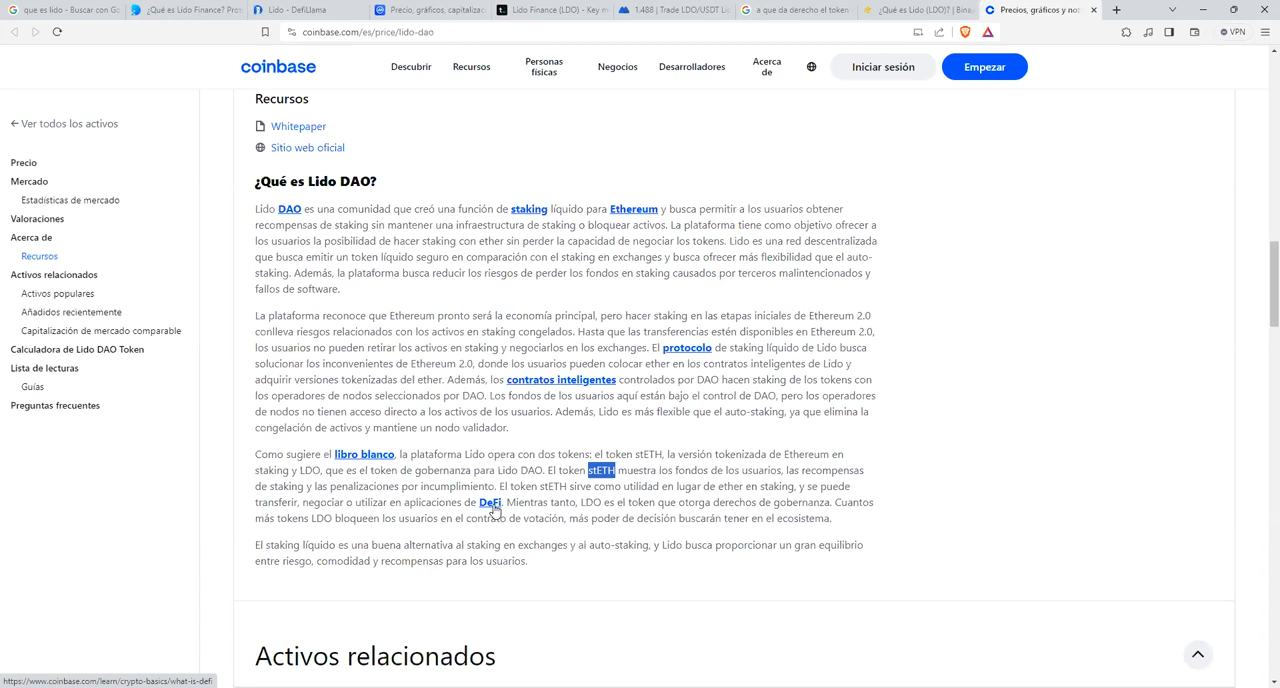 que es lido - Buscar con Go
¿Qué es Lido Finance? Prot
Lido - DefiLlama
Precio, gráficos, capitalizac
Lido Finance (LDO) - Key m
1.488 | Trade LDO/USDT Lig
a que da derecho el token
¿Qué es Lido (LDO)? | Bina
Precios, gráficos y not
coinbase.com/es/price/lido-dao
VPN
coinbase
Descubrir
Recursos
Personas
físicas
Negocios
Desarrolladores
Acerca
de
Iniciar sesión
Empezar
← Ver todos los activos
Precio
Mercado
Estadísticas de mercado
Valoraciones
Acerca de
Recursos
Activos relacionados
Activos populares
Añadidos recientemente
Capitalización de mercado comparable
Calculadora de Lido DAO Token
Lista de lecturas
Guías
Preguntas frecuentes
Recursos
Whitepaper
Sitio web oficial
¿Qué es Lido DAO?
Lido DAO es una comunidad que creó una función de staking líquido para Ethereum y busca permitir a los usuarios obtener
recompensas de staking sin mantener una infraestructura de staking o bloquear activos. La plataforma tiene como objetivo ofrecer a
los usuarios la posibilidad de hacer staking con ether sin perder la capacidad de negociar los tokens. Lido es una red descentralizada
que busca emitir un token líquido seguro en comparación con el staking en exchanges y busca ofrecer más flexibilidad que el auto-
staking. Además, la plataforma busca reducir los riesgos de perder los fondos en staking causados por terceros malintencionados y
fallos de software.
La plataforma reconoce que Ethereum pronto será la economía principal, pero hacer staking en las etapas iniciales de Ethereum 2.0
conlleva riesgos relacionados con los activos en staking congelados. Hasta que las transferencias estén disponibles en Ethereum 2.0,
los usuarios no pueden retirar los activos en staking y negociarlos en los exchanges. El protocolo de staking líquido de Lido busca
solucionar los inconvenientes de Ethereum 2.0, donde los usuarios pueden colocar ether en los contratos inteligentes de Lido y
adquirir versiones tokenizadas del ether. Además, los contratos inteligentes controlados por DAO hacen staking de los tokens con
los operadores de nodos seleccionados por DAO. Los fondos de los usuarios aquí están bajo el control de DAO, pero los operadores
de nodos no tienen acceso directo a los activos de los usuarios. Además, Lido es más flexible que el auto-staking, ya que elimina la
congelación de activos y mantiene un nodo validador.
Como sugiere el libro blanco, la plataforma Lido opera con dos tokens: el token stETH, la versión tokenizada de Ethereum en
staking y LDO, que es el token de gobernanza para Lido DAO. El token stETH muestra los fondos de los usuarios, las recompensas
de staking y las penalizaciones por incumplimiento. El token stETH sirve como utilidad en lugar de ether en staking, y se puede
transferir, negociar o utilizar en aplicaciones de DeFi. Mientras tanto, LDO es el token que otorga derechos de gobernanza. Cuantos
más tokens LDO bloqueen los usuarios en el contrato de votación, más poder de decisión buscarán tener en el ecosistema.
El staking líquido es una buena alternativa al staking en exchanges y al auto-staking, y Lido busca proporcionar un gran equilibrio
entre riesgo, comodidad y recompensas para los usuarios.
Activos relacionados
https://www.coinbase.com/learn/crypto-basics/what-is-defi